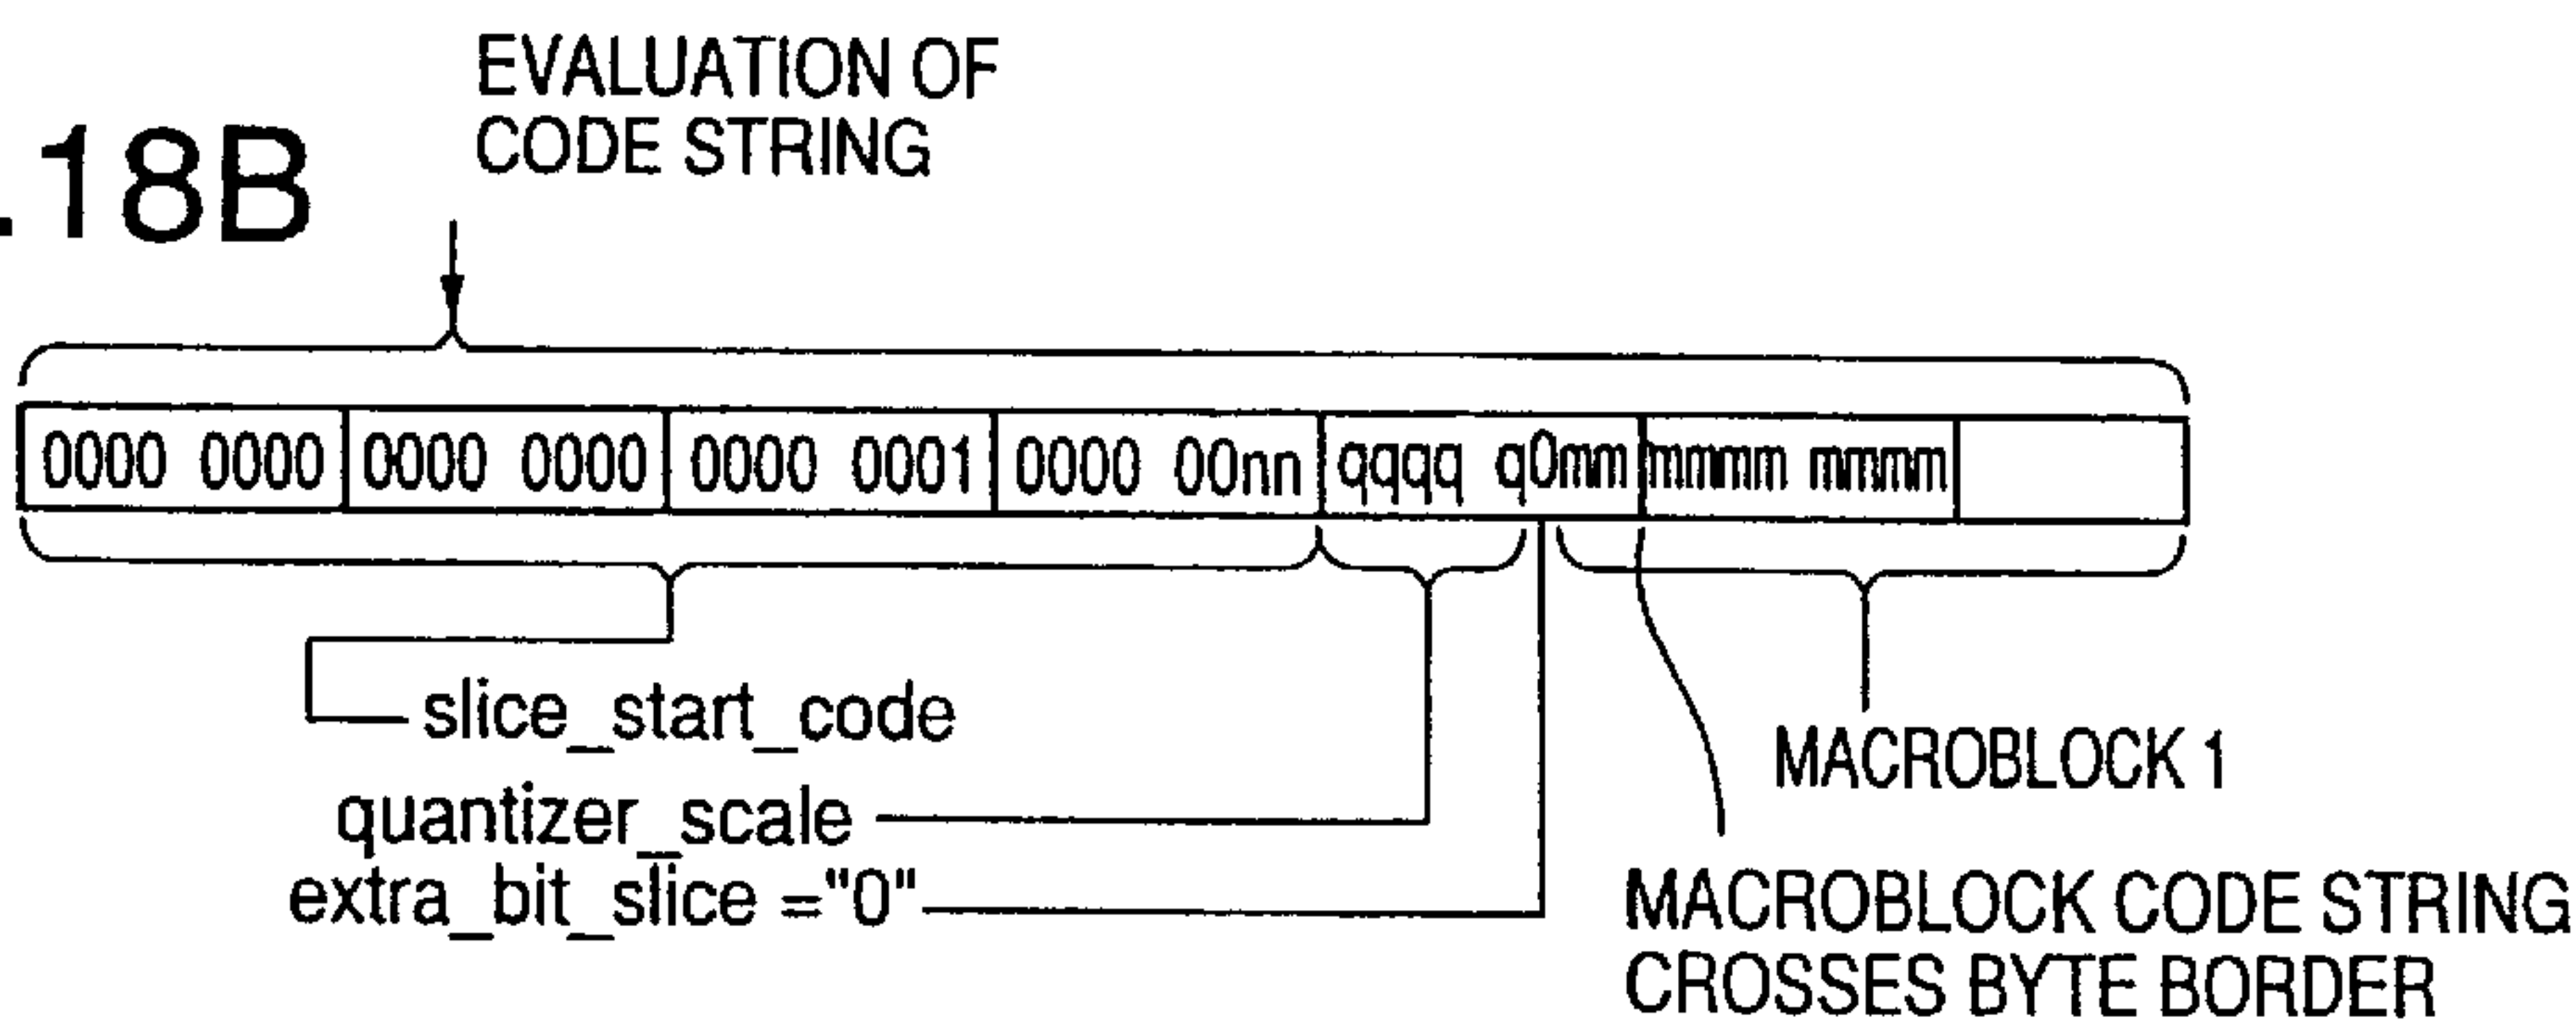 .18B
EVALUATION OF
CODE STRING
0000 0000 0000 0000 0000 0001 0000 00nn qqqq q0mm mmmm mmmm
slice_start_code
quantizer_scale
extra_bit_slice ="0"
MACROBLOCK 1
MACROBLOCK CODE STRING
CROSSES BYTE BORDER